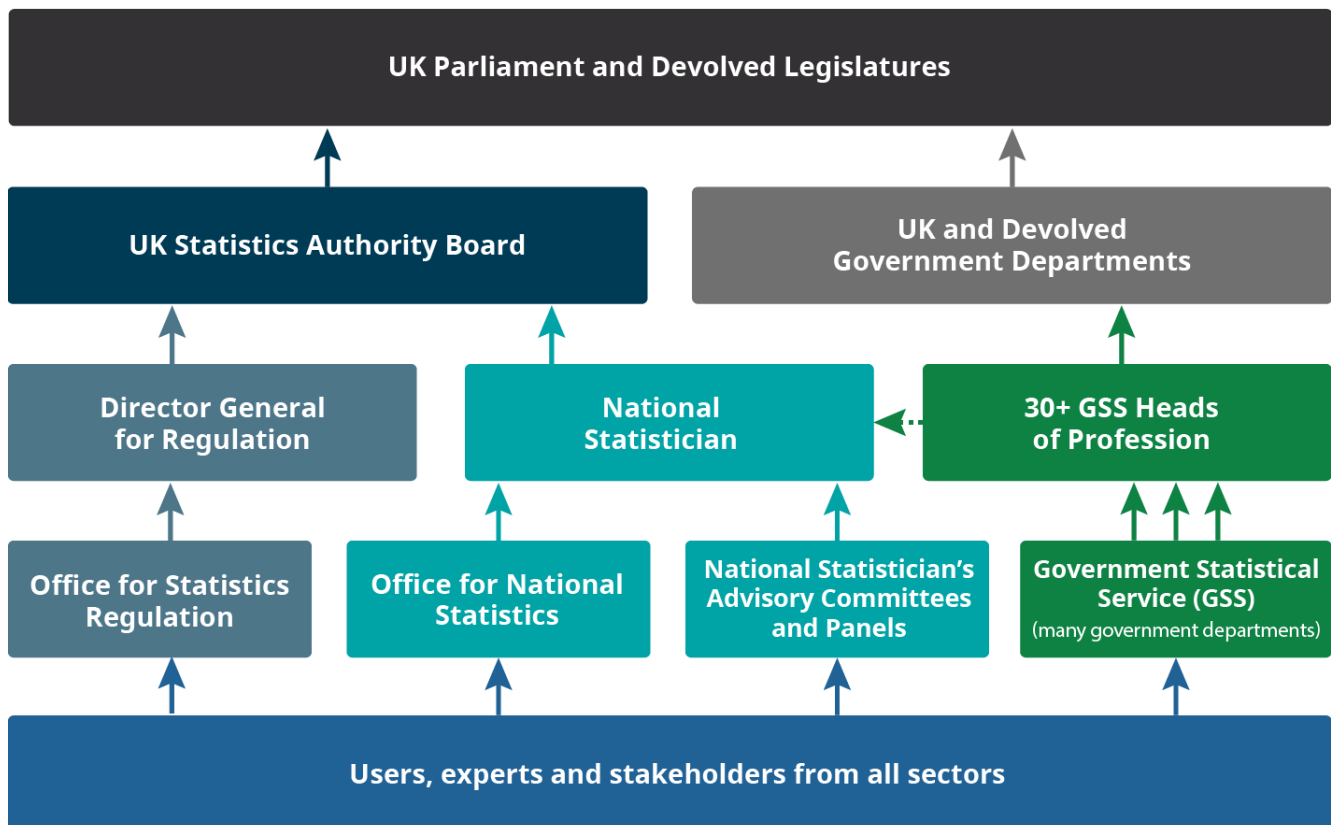 UK Parliament and Devolved Legislatures
UK Statistics Authority Board
UK and Devolved
Government Departments
Director General
for Regulation
National
Statistician
30+ GSS Heads
of Profession
Office for Statistics
Regulation
Office for National
Statistics
National Statistician’s
Advisory Committees
and Panels
Government Statistical
Service (GSS)
(many government departments)
Users, experts and stakeholders from all sectors